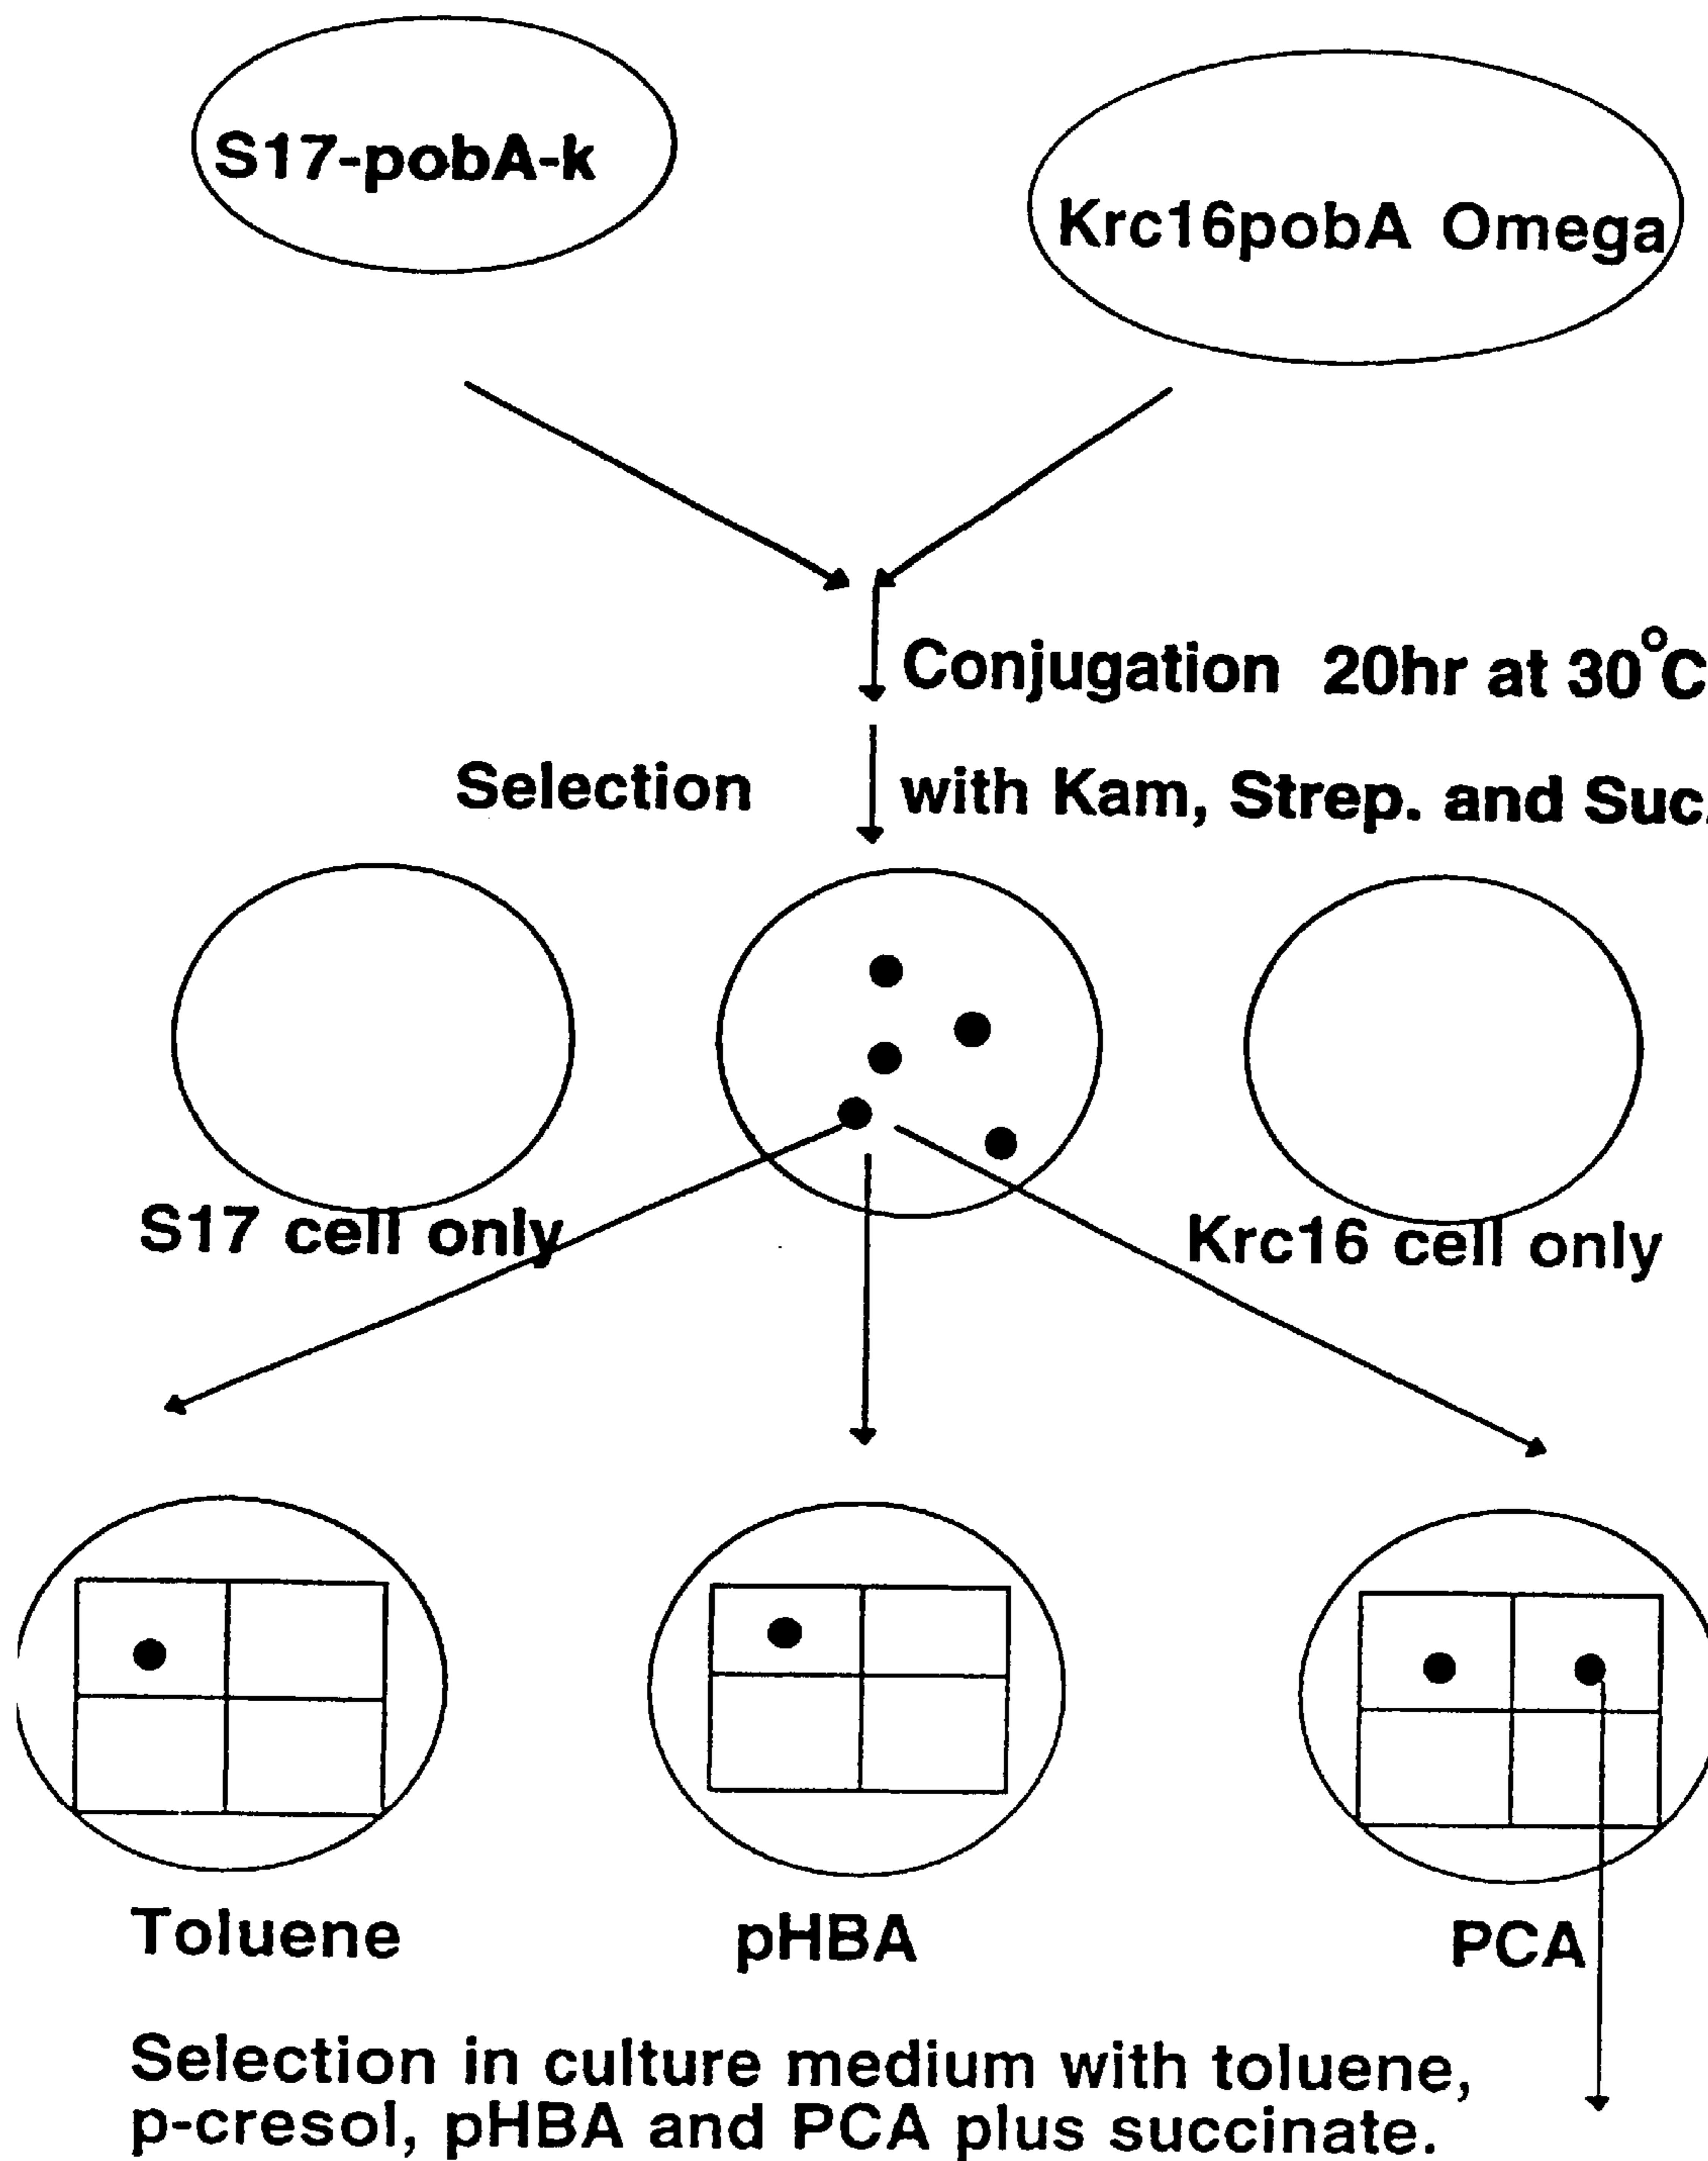 S17-pobA-k
Krc16pobA Omega
Conjugation 20hr at 30°C
Selection with Kam, Strep. and Suc.
S17 cell only
Krc16 cell only
Toluene
pHBA
PCA
Selection in culture medium with toluene,
p-cresol, pHBA and PCA plus succinate.